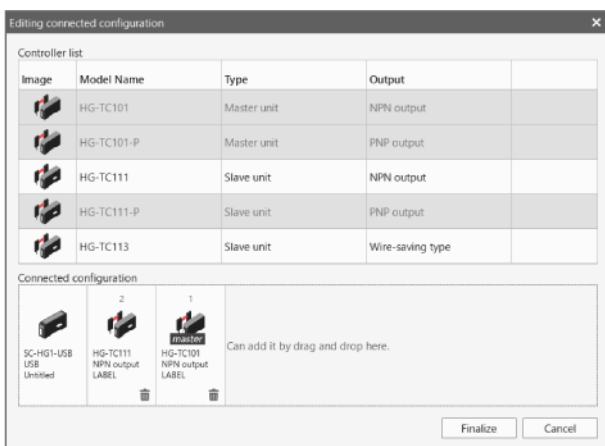 Editing connected configuration
Controller list
Image Model Name Type Output
HG-TC101 Master unit NPN output
HG-TC101-P Master unit PNP output
HG-TC111 Slave unit NPN output
HG-TC111-P Slave unit PNP output
HG-TC113 Slave unit Wire-saving type
Connected configuration
2
1
master
SC-HG1-USB
USB
Untitled
HG-TC111
NPN output
LABEL
HG-TC101
NPN output
LABEL
Can add it by drag and drop here.
Finalize Cancel